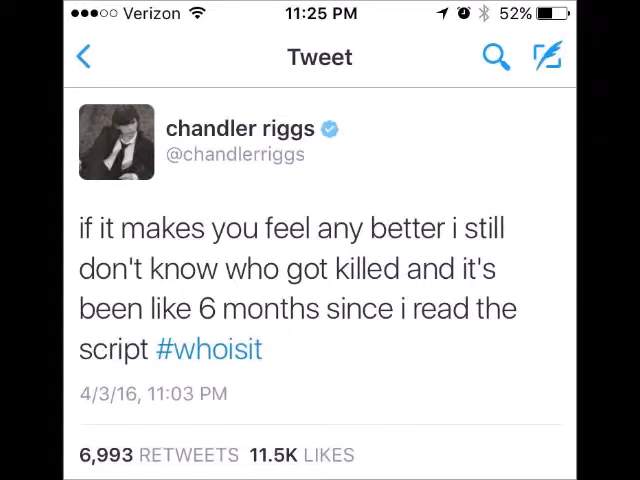 Verizon 11:25 PM 52%
Tweet
chandler riggs
@chandlerriggs
if it makes you feel any better i still
don't know who got killed and it's
been like 6 months since i read the
script #whoisit
4/3/16, 11:03 PM
6,993 RETWEETS 11.5K LIKES